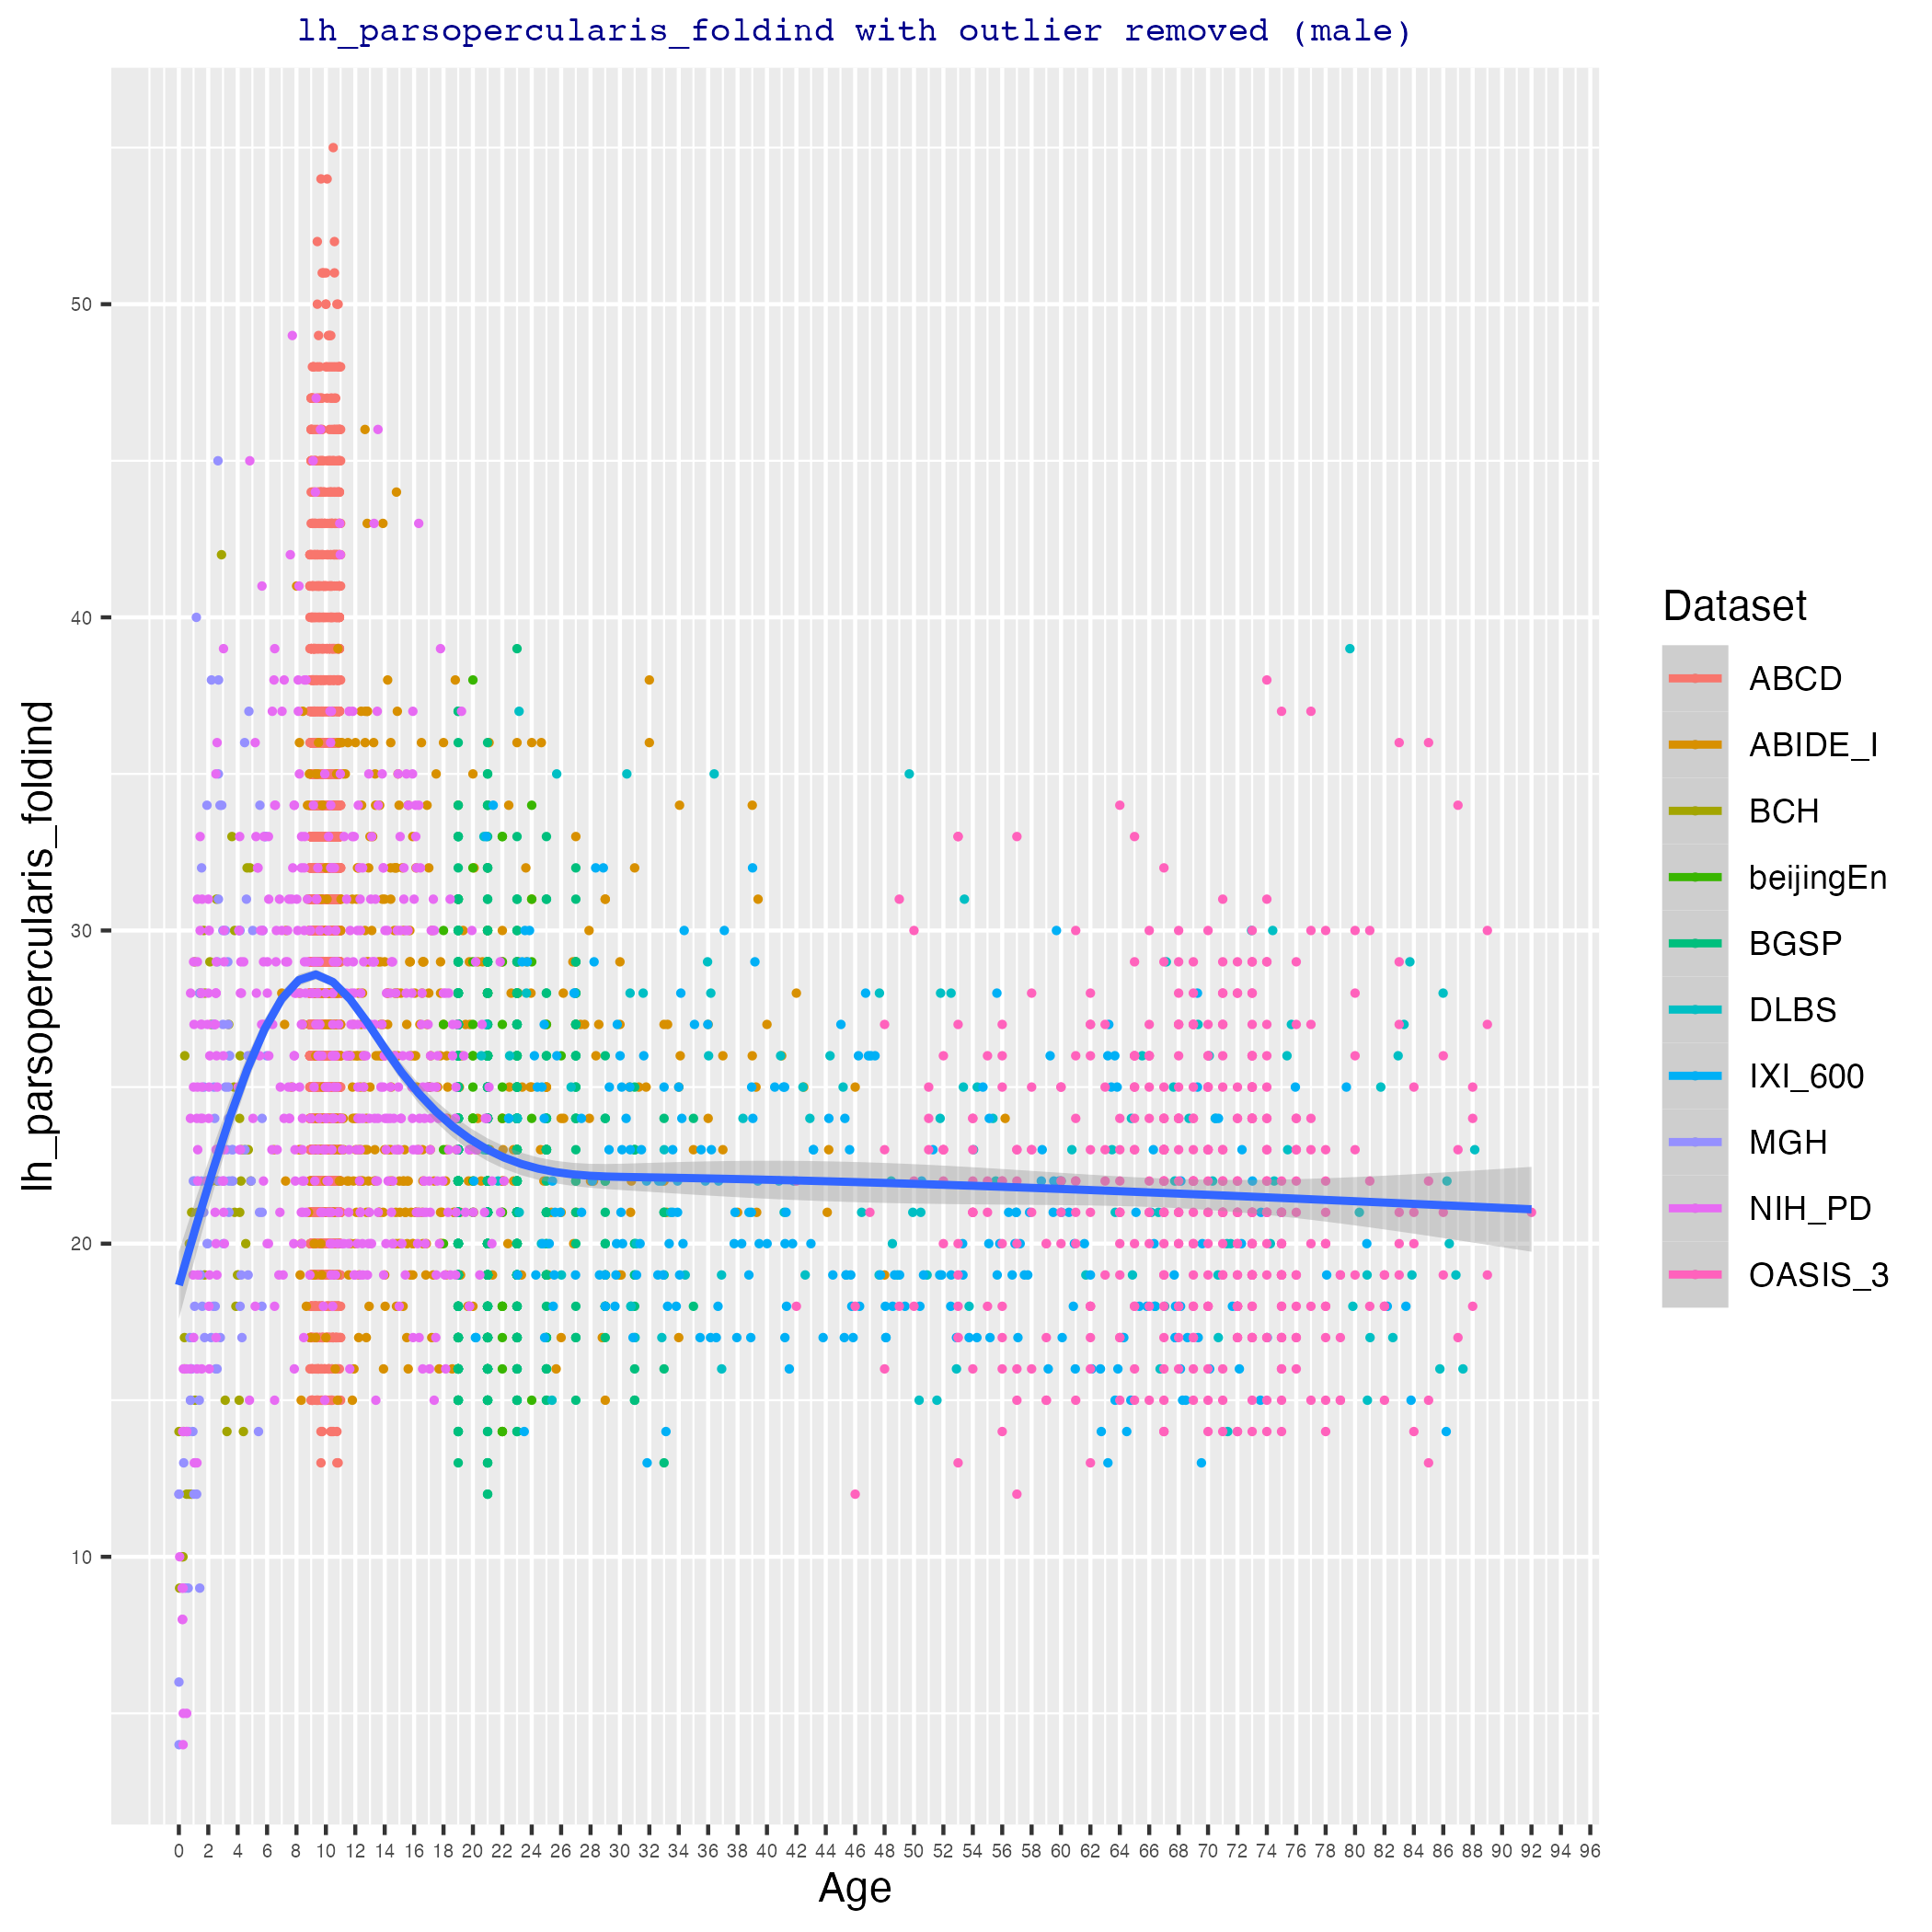 lh_parsopercularis_foldind with outlier removed (male)
lh_parsopercularis_foldind
50
40
30
20
10
0 2 4 6 8 10 12 14 16 18 20 22 24 26 28 30 32 34 36 38 40 42 44 46 48 50 52 54 56 58 60 62 64 66 68 70 72 74 76 78 80 82 84 86 88 90 92 94 96
Age
Dataset
ABCD
ABIDE_I
BCH
beijingEn
BGSP
DLBS
IXI_600
MGH
NIH_PD
OASIS_3